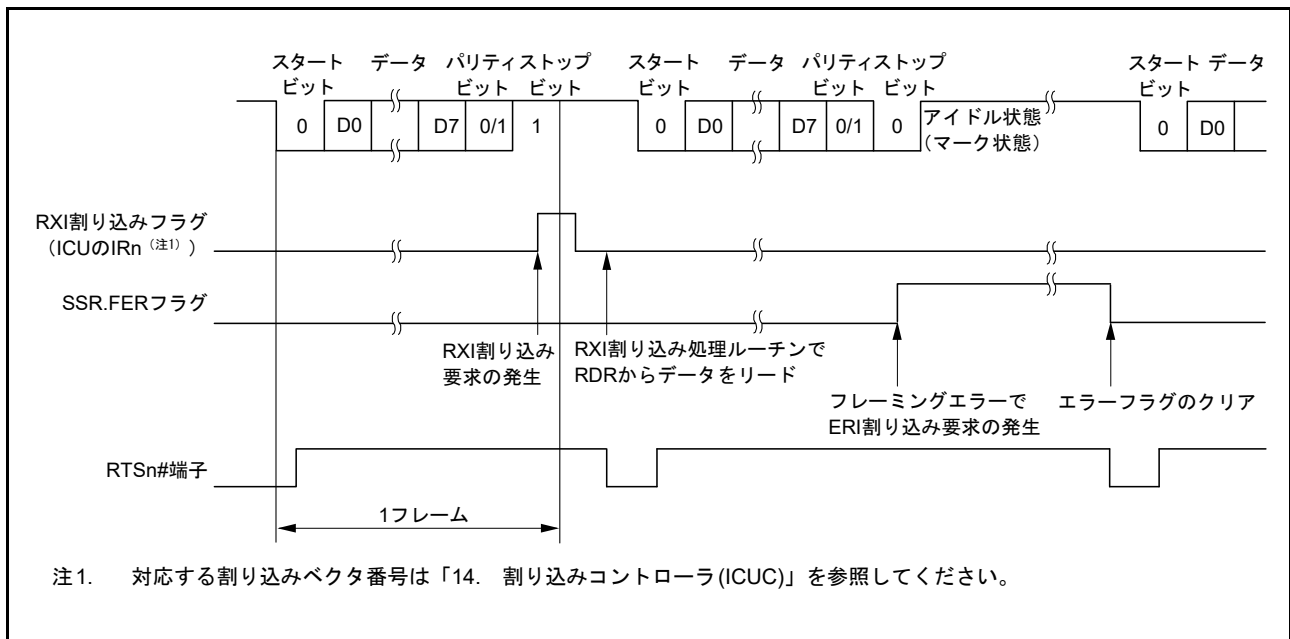 スタート データ パリティ ストップ スタート データ パリティ ストップ スタート データ
ビット ビット ビット ビット ビット ビット ビット
0 D0 D7 0/1 1 0 D0 D7 0/1 0 アイドル状態 0 D0
（マーク状態）
RXI割り込みフラグ
（ICUのIRn（注1））
SSR.FERフラグ
RXI割り込み
要求の発生
RXI割り込み処理ルーチンで
RDRからデータをリード
フレーミングエラーで
ERI割り込み要求の発生
エラーフラグのクリア
RTSn#端子
1フレーム
注1. 対応する割り込みベクタ番号は「14. 割り込みコントローラ(ICUC)」を参照してください。